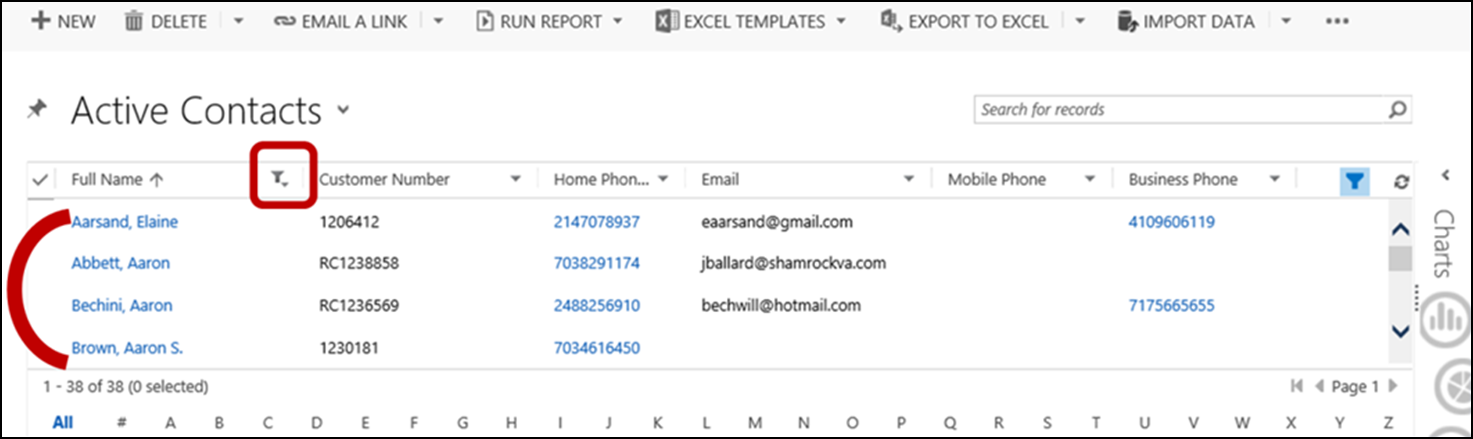 NEW DELETE EMAIL A LINK RUN REPORT EXCEL TEMPLATES EXPORT TO EXCEL IMPORT DATA •••
Active Contacts
Search for records
Full Name ↑ Customer Number Home Phon... Email Mobile Phone Business Phone
Aarsand, Elaine 1206412 2147078937 eaarsand@gmail.com 4109606119
Abbett, Aaron RC1238858 7038291174 jballard@shamrockva.com
Bechini, Aaron RC1236569 2488256910 bechwill@hotmail.com 7175665655
Brown, Aaron S. 1230181 7034616450
Charts
1 - 38 of 38 (0 selected) Page 1
All # A B C D E F G H I J K L M N O P Q R S T U V W X Y Z